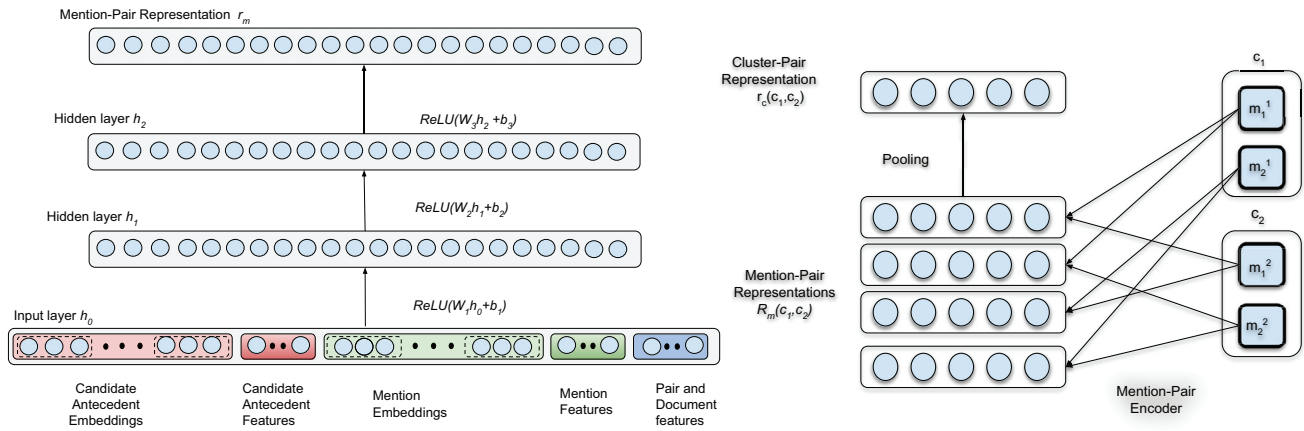 Mention-Pair Representation r_m
Hidden layer h_2
ReLU(W_3h_2 +b_3)
Hidden layer h_1
ReLU(W_2h_1+b_2)
Input layer h_0
ReLU(W_1h_0+b_1)
Candidate
Antecedent
Embeddings
Candidate
Antecedent
Features
Mention
Embeddings
Mention
Features
Pair and
Document
features
Cluster-Pair
Representation
r_c(c_1,c_2)
Pooling
Mention-Pair
Representations
R_m(c_1,c_2)
c_1
m_1^1
m_2^1
c_2
m_1^2
m_2^2
Mention-Pair
Encoder